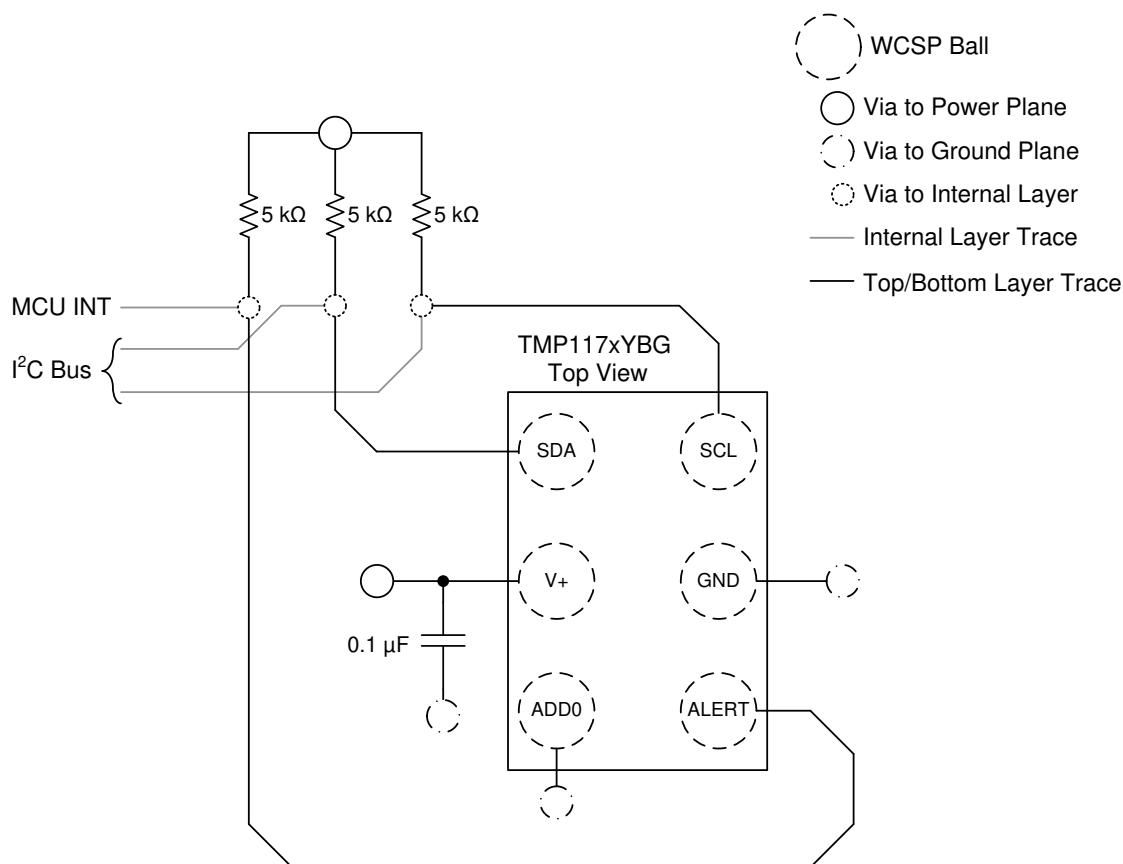 WCSP Ball
Via to Power Plane
Via to Ground Plane
Via to Internal Layer
Internal Layer Trace
Top/Bottom Layer Trace
5 kΩ
5 kΩ
5 kΩ
MCU INT
I²C Bus
TMP117xYBG
Top View
SDA
SCL
V+
GND
0.1 µF
ADD0
ALERT